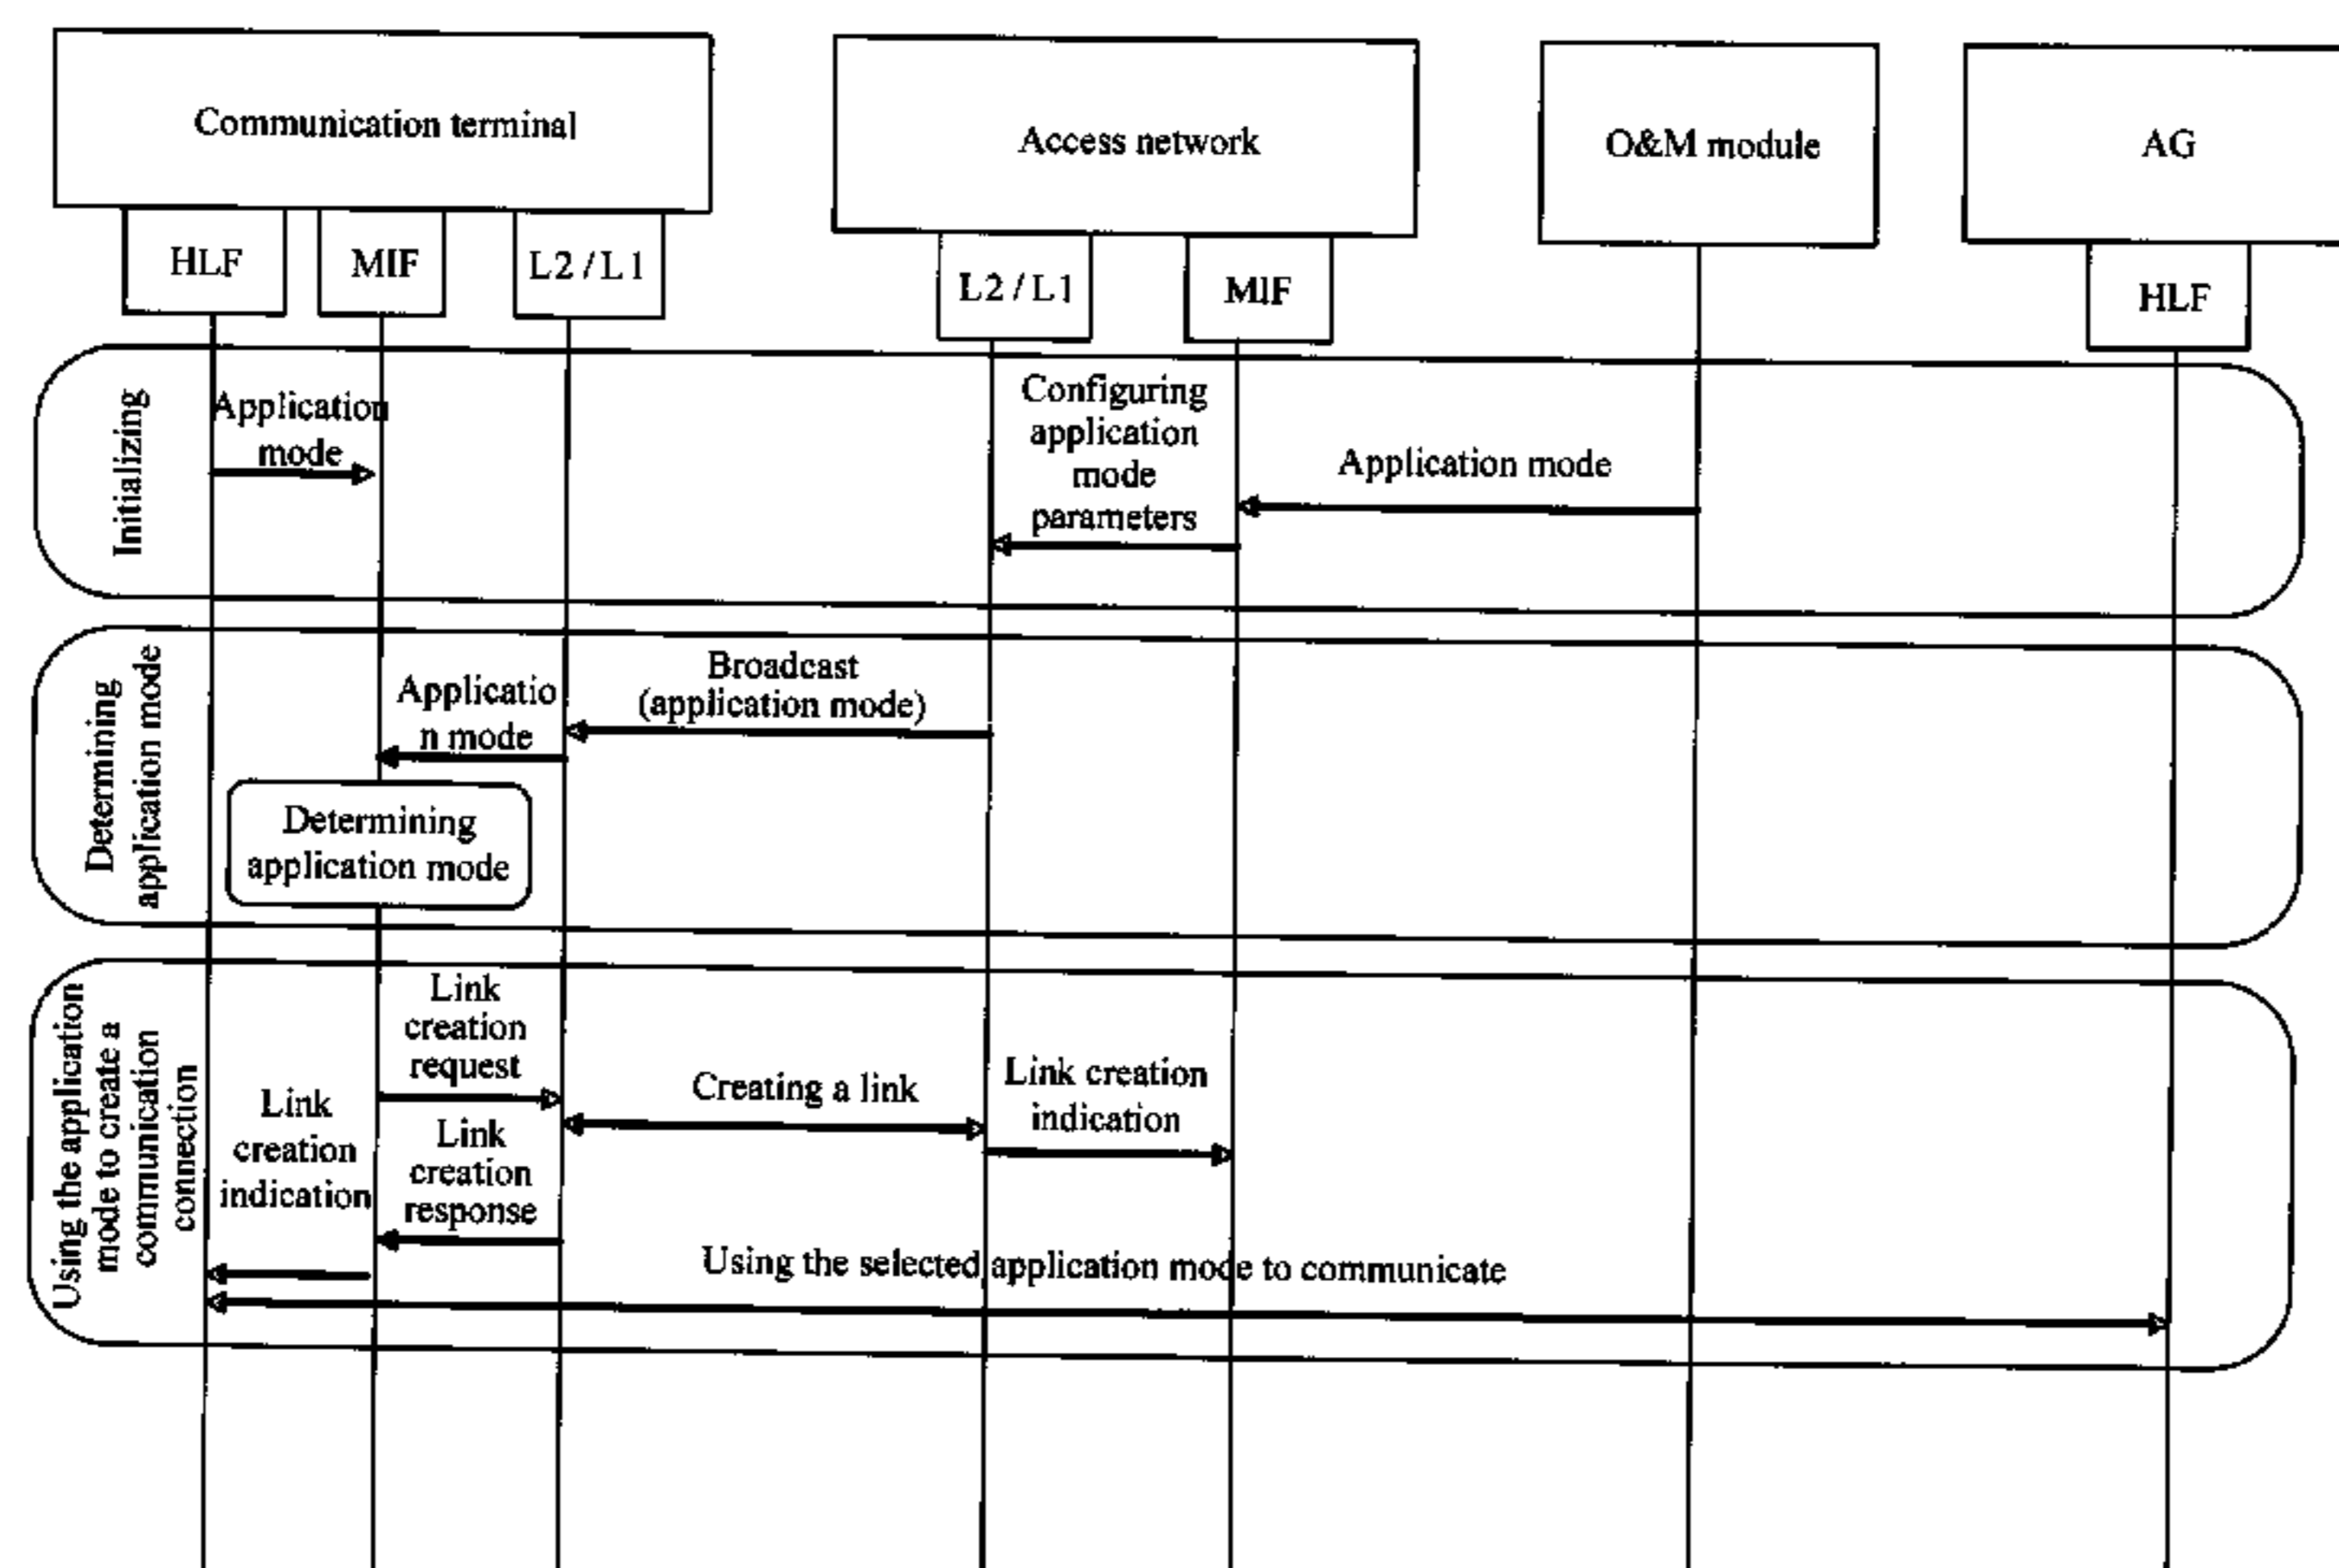 Communication terminal
Access network
O&M module
AG
HLF
MIF
L2 / L1
L2 / L1
MIF
HLF
Initializing
Application
mode
Configuring
application
mode
parameters
Application mode
Determining
application mode
Applicatio
n mode
Broadcast
(application mode)
Determining
application mode
Using the application
mode to create a
communication
connection
Link
creation
request
Creating a link
Link creation
indication
Link
creation
indication
Link
creation
response
Using the selected application mode to communicate